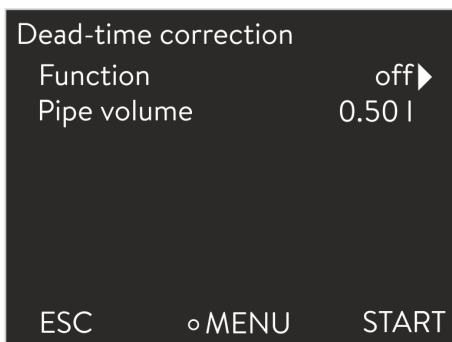 Dead-time correction
Function off
Pipe volume 0.50 l
ESC MENU START